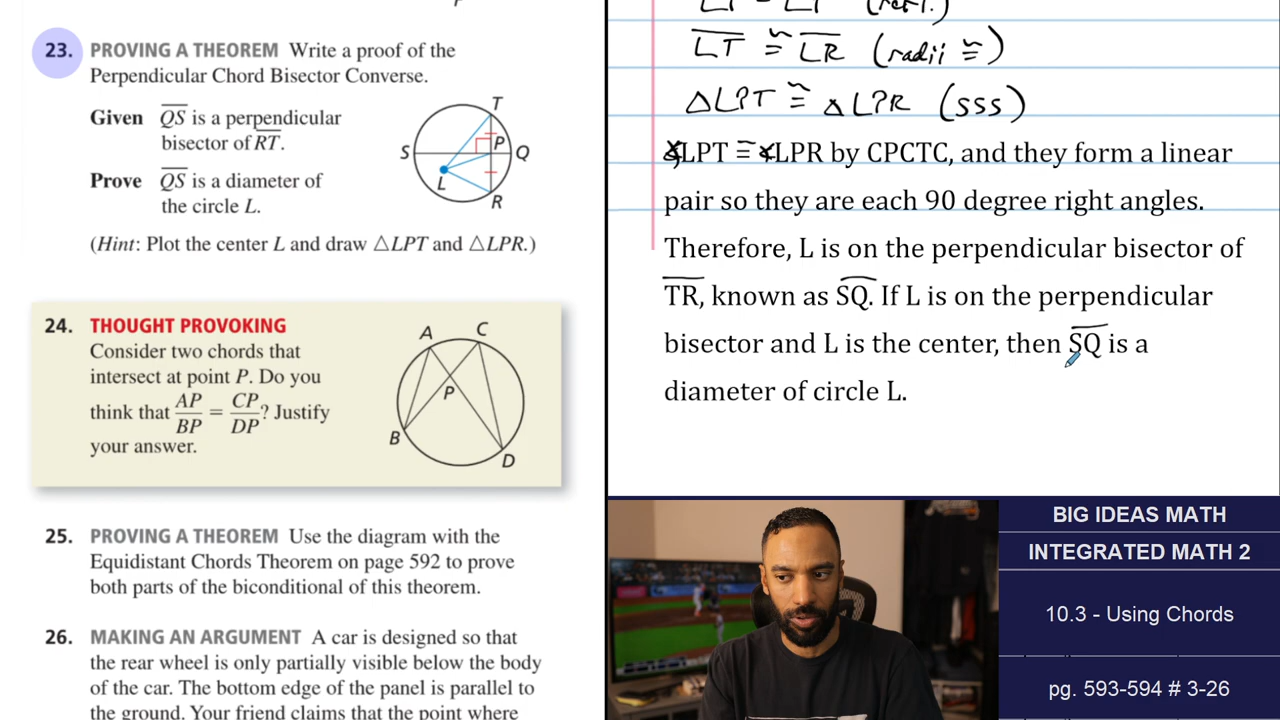 23. PROVING A THEOREM Write a proof of the
Perpendicular Chord Bisector Converse.
Given QS is a perpendicular
bisector of RT.
Prove QS is a diameter of
the circle L.
(Hint: Plot the center L and draw △LPT and △LPR.)
T
P
S
Q
L
R
24. THOUGHT PROVOKING
Consider two chords that
intersect at point P. Do you
think that AP/BP = CP/DP? Justify
your answer.
A
C
P
B
D
25. PROVING A THEOREM Use the diagram with the
Equidistant Chords Theorem on page 592 to prove
both parts of the biconditional of this theorem.
26. MAKING AN ARGUMENT A car is designed so that
the rear wheel is only partially visible below the body
of the car. The bottom edge of the panel is parallel to
the ground. Your friend claims that the point where
LT ≅ LR (radii ≅)
△LPT ≅ △LPR (SSS)
∡LPT ≅ ∡LPR by CPCTC, and they form a linear
pair so they are each 90 degree right angles.
Therefore, L is on the perpendicular bisector of
TR, known as SQ. If L is on the perpendicular
bisector and L is the center, then SQ is a
diameter of circle L.
BIG IDEAS MATH
INTEGRATED MATH 2
10.3 - Using Chords
pg. 593-594 # 3-26